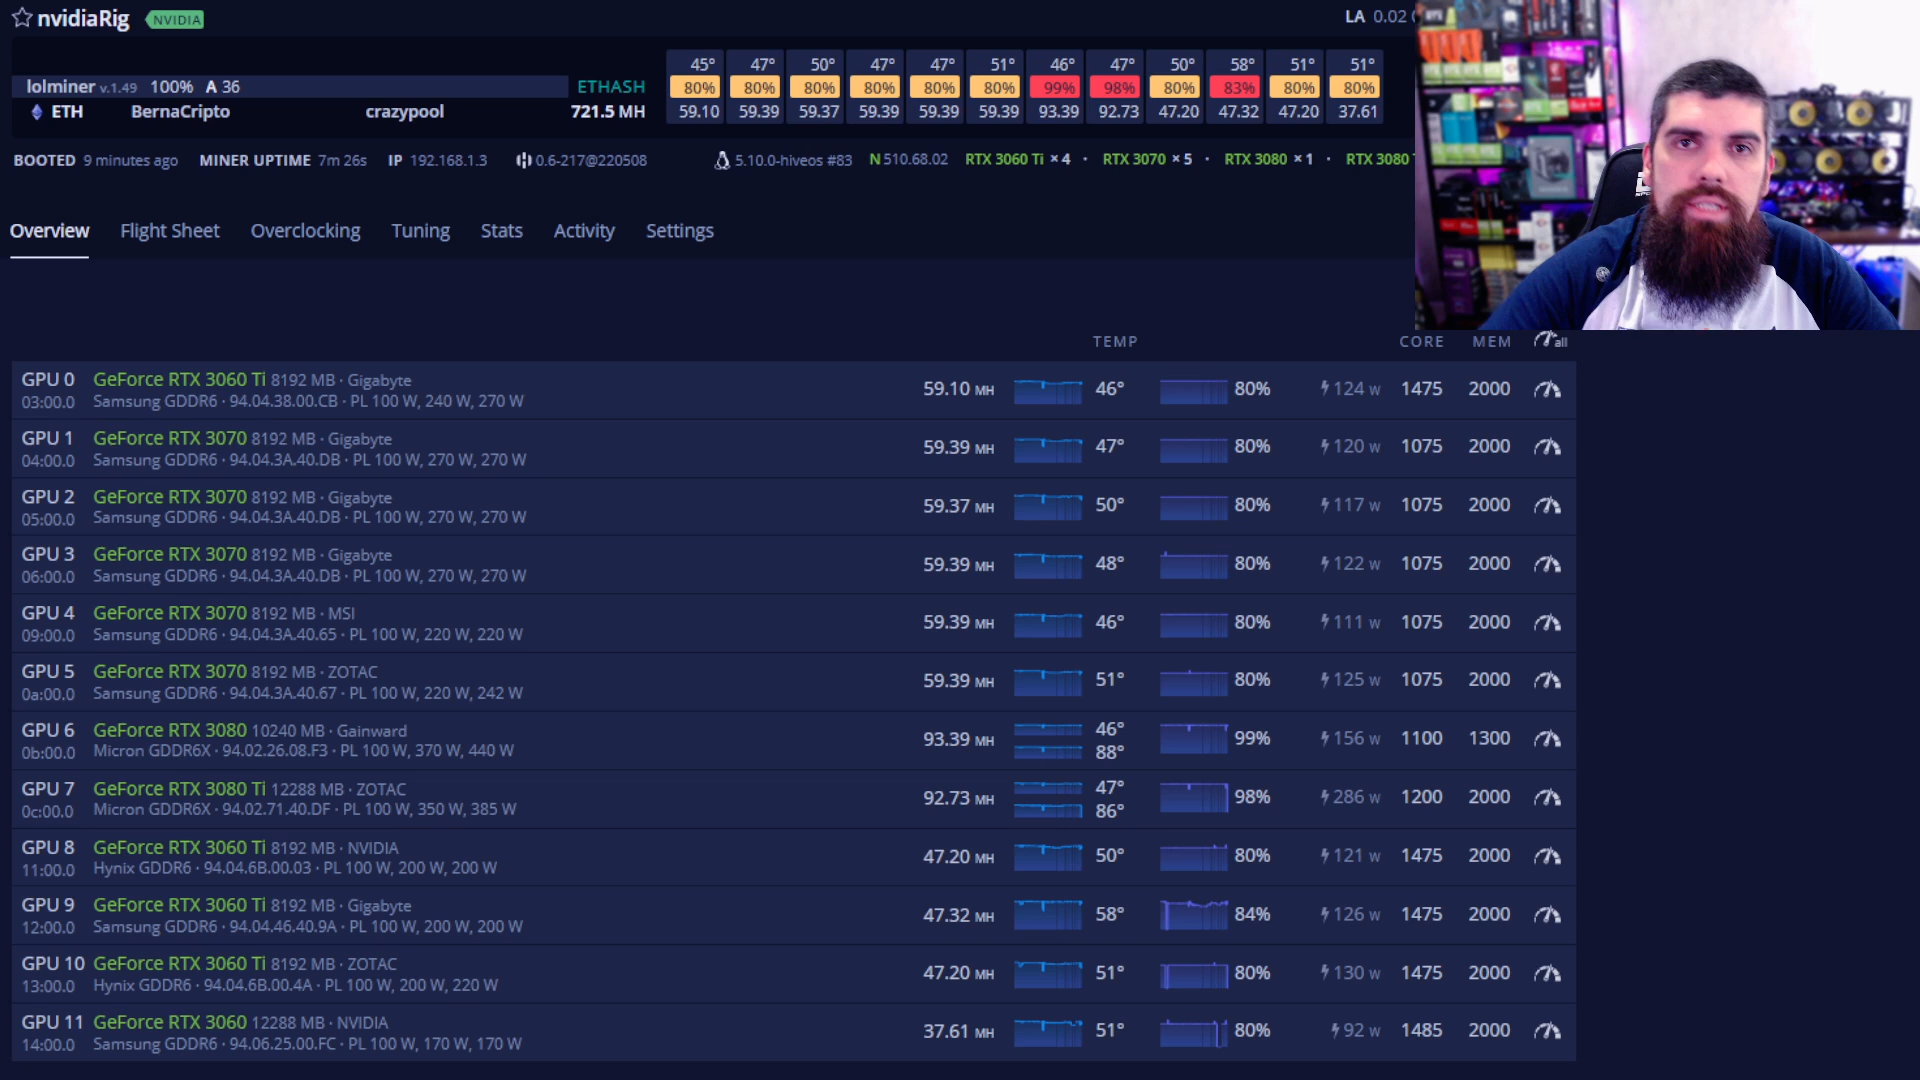 nvidiaRig NVIDIA LA 0.02
45° 47° 50° 47° 47° 51° 46° 47° 50° 58° 51° 51°
lolminer v.1.49 100% A 36 ETHASH 80% 80% 80% 80% 80% 80% 99% 98% 80% 83% 80% 80%
ETH BernaCripto crazypool 721.5 MH 59.10 59.39 59.37 59.39 59.39 59.39 93.39 92.73 47.20 47.32 47.20 37.61
BOOTED 9 minutes ago MINER UPTIME 7m 26s IP 192.168.1.3 0.6-217@220508 5.10.0-hiveos #83 N 510.68.02 RTX 3060 Ti × 4 · RTX 3070 × 5 · RTX 3080 × 1 · RTX 3080
Overview Flight Sheet Overclocking Tuning Stats Activity Settings
TEMP CORE MEM all
GPU 0 GeForce RTX 3060 Ti 8192 MB · Gigabyte 59.10 MH 46° 80% 124 W 1475 2000
03:00.0 Samsung GDDR6 · 94.04.38.00.CB · PL 100 W, 240 W, 270 W
GPU 1 GeForce RTX 3070 8192 MB · Gigabyte 59.39 MH 47° 80% 120 W 1075 2000
04:00.0 Samsung GDDR6 · 94.04.3A.40.DB · PL 100 W, 270 W, 270 W
GPU 2 GeForce RTX 3070 8192 MB · Gigabyte 59.37 MH 50° 80% 117 W 1075 2000
05:00.0 Samsung GDDR6 · 94.04.3A.40.DB · PL 100 W, 270 W, 270 W
GPU 3 GeForce RTX 3070 8192 MB · Gigabyte 59.39 MH 48° 80% 122 W 1075 2000
06:00.0 Samsung GDDR6 · 94.04.3A.40.DB · PL 100 W, 270 W, 270 W
GPU 4 GeForce RTX 3070 8192 MB · MSI 59.39 MH 46° 80% 111 W 1075 2000
09:00.0 Samsung GDDR6 · 94.04.3A.40.65 · PL 100 W, 220 W, 220 W
GPU 5 GeForce RTX 3070 8192 MB · ZOTAC 59.39 MH 51° 80% 125 W 1075 2000
0a:00.0 Samsung GDDR6 · 94.04.3A.40.67 · PL 100 W, 220 W, 242 W
GPU 6 GeForce RTX 3080 10240 MB · Gainward 93.39 MH 46° 99% 156 W 1100 1300
0b:00.0 Micron GDDR6X · 94.02.26.08.F3 · PL 100 W, 370 W, 440 W 88°
GPU 7 GeForce RTX 3080 Ti 12288 MB · ZOTAC 92.73 MH 47° 98% 286 W 1200 2000
0c:00.0 Micron GDDR6X · 94.02.71.40.DF · PL 100 W, 350 W, 385 W 86°
GPU 8 GeForce RTX 3060 Ti 8192 MB · NVIDIA 47.20 MH 50° 80% 121 W 1475 2000
11:00.0 Hynix GDDR6 · 94.04.6B.00.03 · PL 100 W, 200 W, 200 W
GPU 9 GeForce RTX 3060 Ti 8192 MB · Gigabyte 47.32 MH 58° 84% 126 W 1475 2000
12:00.0 Samsung GDDR6 · 94.04.46.40.9A · PL 100 W, 200 W, 200 W
GPU 10 GeForce RTX 3060 Ti 8192 MB · ZOTAC 47.20 MH 51° 80% 130 W 1475 2000
13:00.0 Hynix GDDR6 · 94.04.6B.00.4A · PL 100 W, 200 W, 220 W
GPU 11 GeForce RTX 3060 12288 MB · NVIDIA 37.61 MH 51° 80% 92 W 1485 2000
14:00.0 Samsung GDDR6 · 94.06.25.00.FC · PL 100 W, 170 W, 170 W